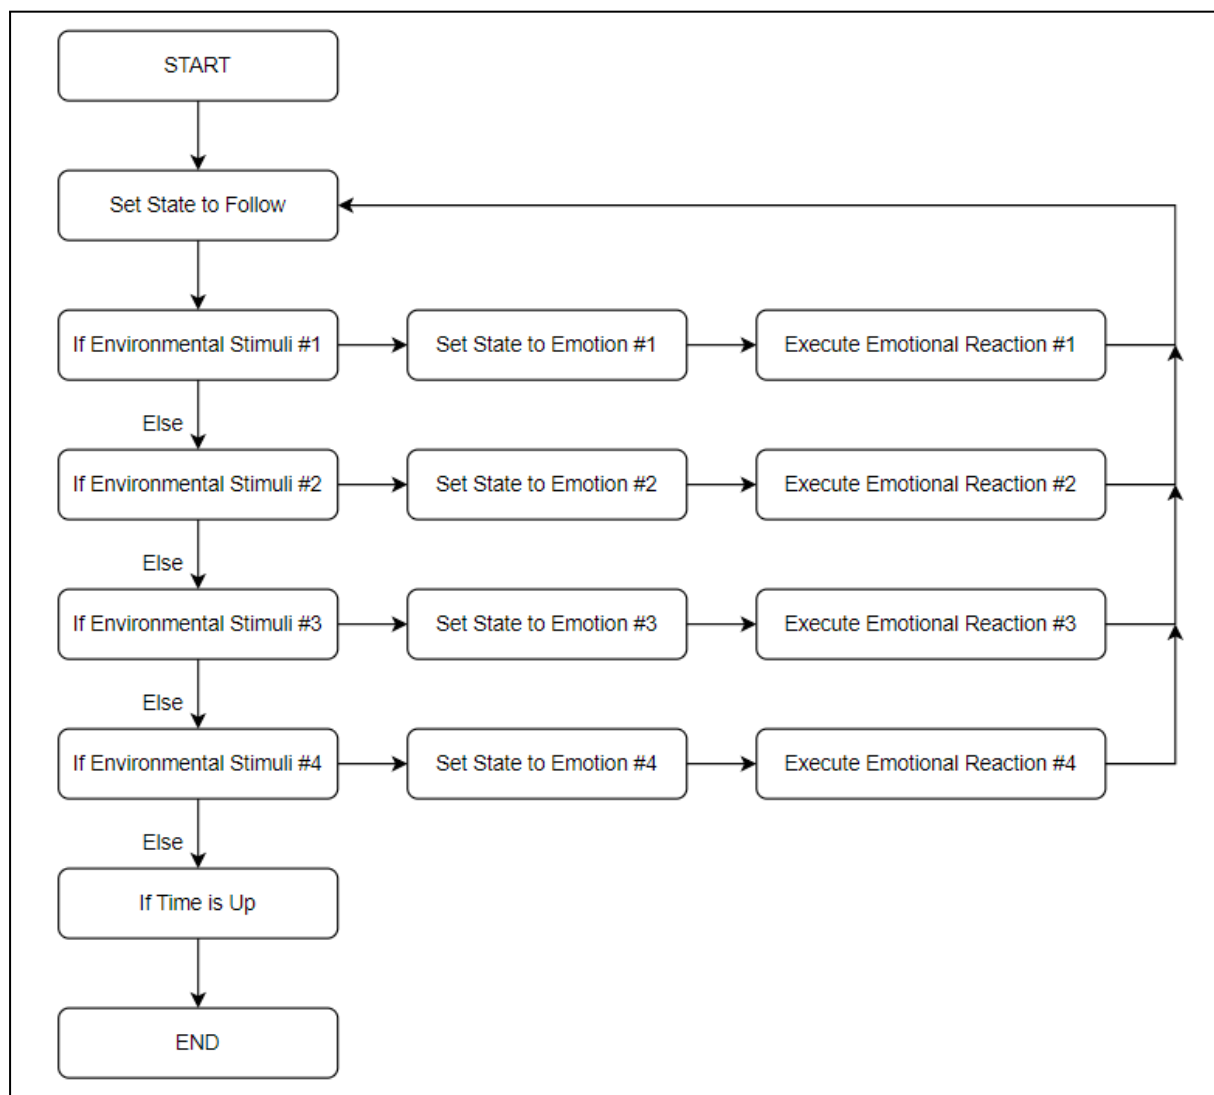 START
Set State to Follow
If Environmental Stimuli #1
Set State to Emotion #1
Execute Emotional Reaction #1
Else
If Environmental Stimuli #2
Set State to Emotion #2
Execute Emotional Reaction #2
Else
If Environmental Stimuli #3
Set State to Emotion #3
Execute Emotional Reaction #3
Else
If Environmental Stimuli #4
Set State to Emotion #4
Execute Emotional Reaction #4
Else
If Time is Up
END